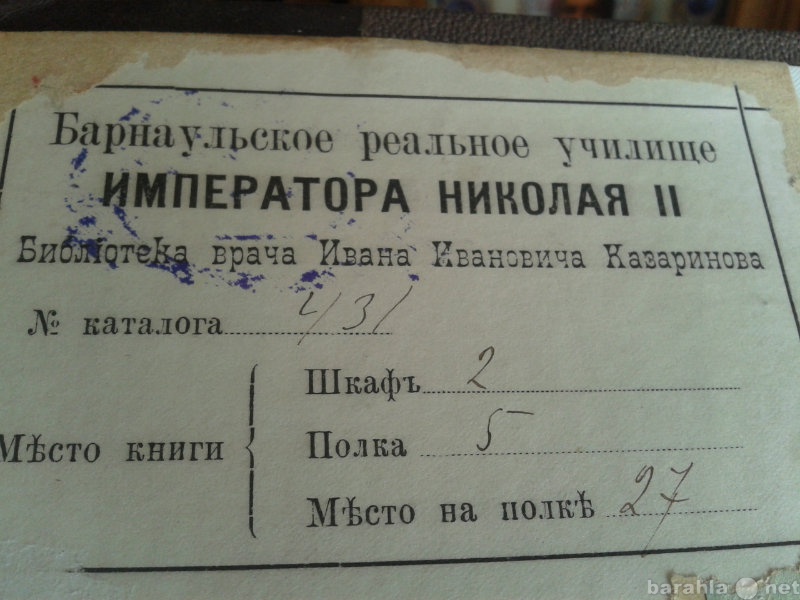 Барнаульское реальное училище
ИМПЕРАТОРА НИКОЛАЯ II
Библіотека врача Ивана Ивановича Казаринова
№ каталога 431
Мѣсто книги
Шкафъ 2
Полка 5
Мѣсто на полкѣ 27
barahla.net